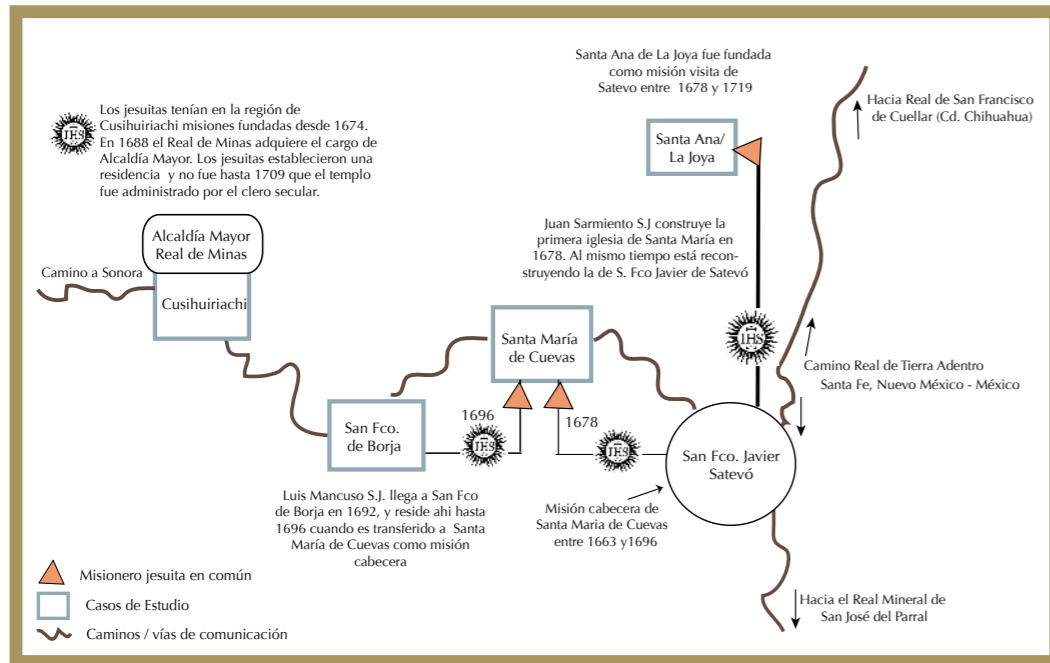 Santa Ana de La Joya fue fundada
como misión visita de
Satevo entre 1678 y 1719
Hacia Real de San Francisco
de Cuellar (Cd. Chihuahua)
IHS
Los jesuitas tenían en la región de
Cusihuiriachi misiones fundadas desde 1674.
En 1688 el Real de Minas adquiere el cargo de
Alcaldía Mayor. Los jesuitas establecieron una
residencia y no fue hasta 1709 que el templo
fue administrado por el clero secular.
Santa Ana/
La Joya
Alcaldía Mayor
Real de Minas
Juan Sarmiento S.J construye la
primera iglesia de Santa María en
1678. Al mismo tiempo está recon-
struyendo la de S. Fco Javier de Satevó
Camino a Sonora
Cusihuiriachi
Santa María
de Cuevas
IHS
Camino Real de Tierra Adentro
Santa Fe, Nuevo México - México
San Fco.
de Borja
1696
IHS
1678
IHS
San Fco. Javier
Satevó
Luis Mancuso S.J. llega a San Fco
de Borja en 1692, y reside ahi hasta
1696 cuando es transferido a Santa
María de Cuevas como misión
cabecera
Misión cabecera de
Santa Maria de Cuevas
entre 1663 y1696
Misionero jesuita en común
Casos de Estudio
Caminos / vías de comunicación
Hacia el Real Mineral de
San José del Parral